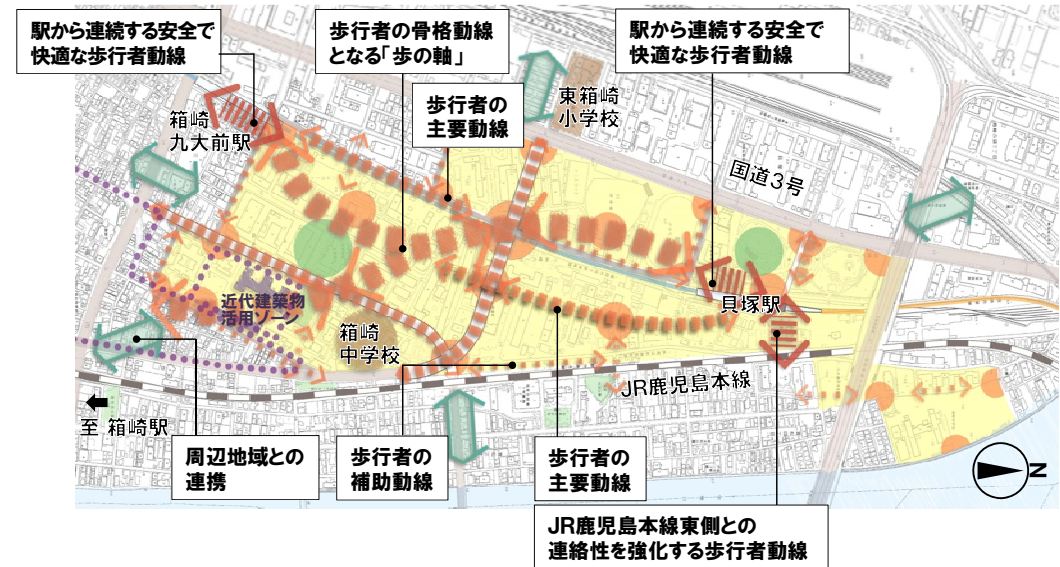 駅から連続する安全で
快適な歩行者動線
歩行者の骨格動線
となる「歩の軸」
駅から連続する安全で
快適な歩行者動線
歩行者の
主要動線
箱崎
九大前駅
東箱崎
小学校
国道3号
近代建築物
活用ゾーン
箱崎
中学校
貝塚駅
JR鹿児島本線
至 箱崎駅
周辺地域との
連携
歩行者の
補助動線
歩行者の
主要動線
N
JR鹿児島本線東側との
連絡性を強化する歩行者動線